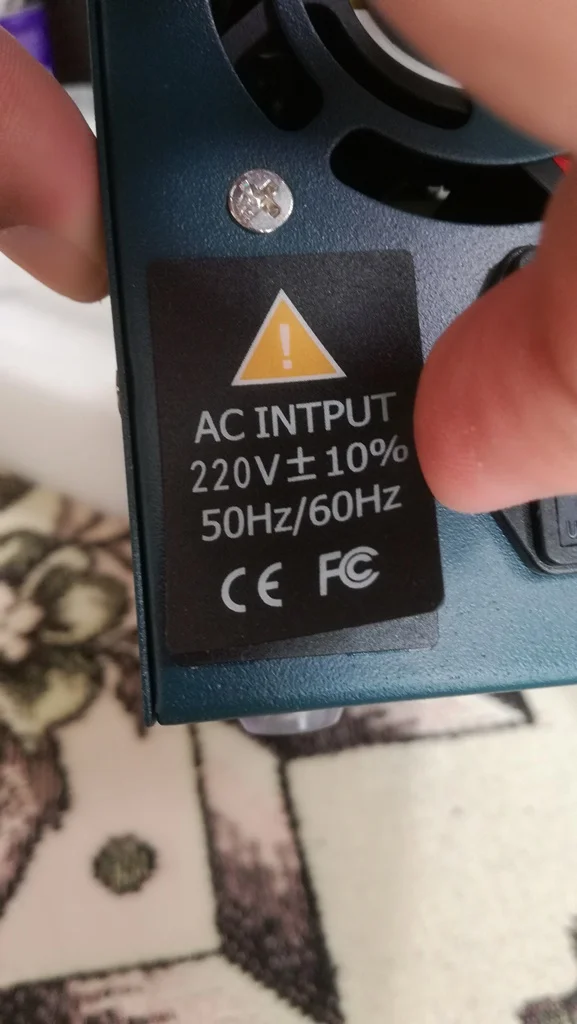 AC INTPUT
220V±10%
50Hz/60Hz
CE FC